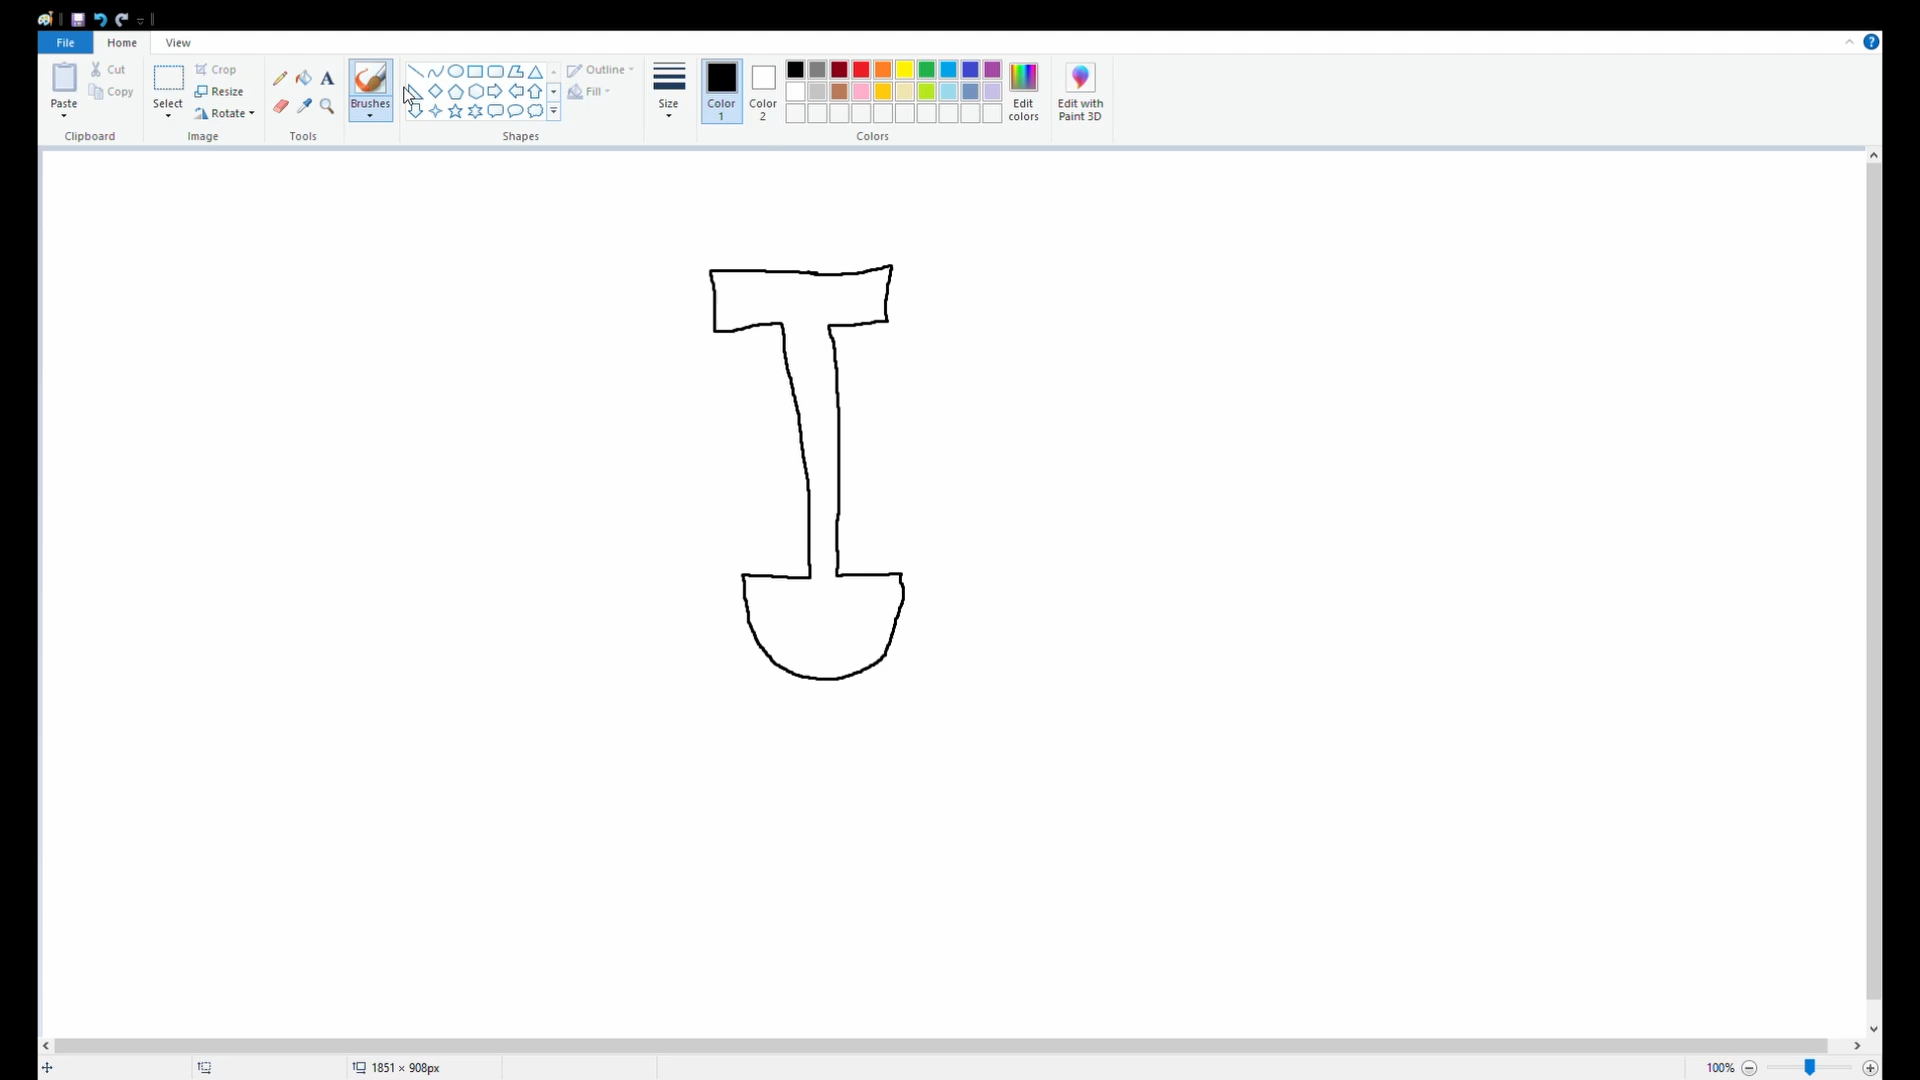 File Home View
Cut
Copy
Paste
Clipboard
Select
Crop
Resize
Rotate
Image
A
Tools
Brushes
Outline
Fill
Shapes
Size
Color 1
Color 2
Edit colors
Colors
Edit with Paint 3D
?
1851 × 908px
100%